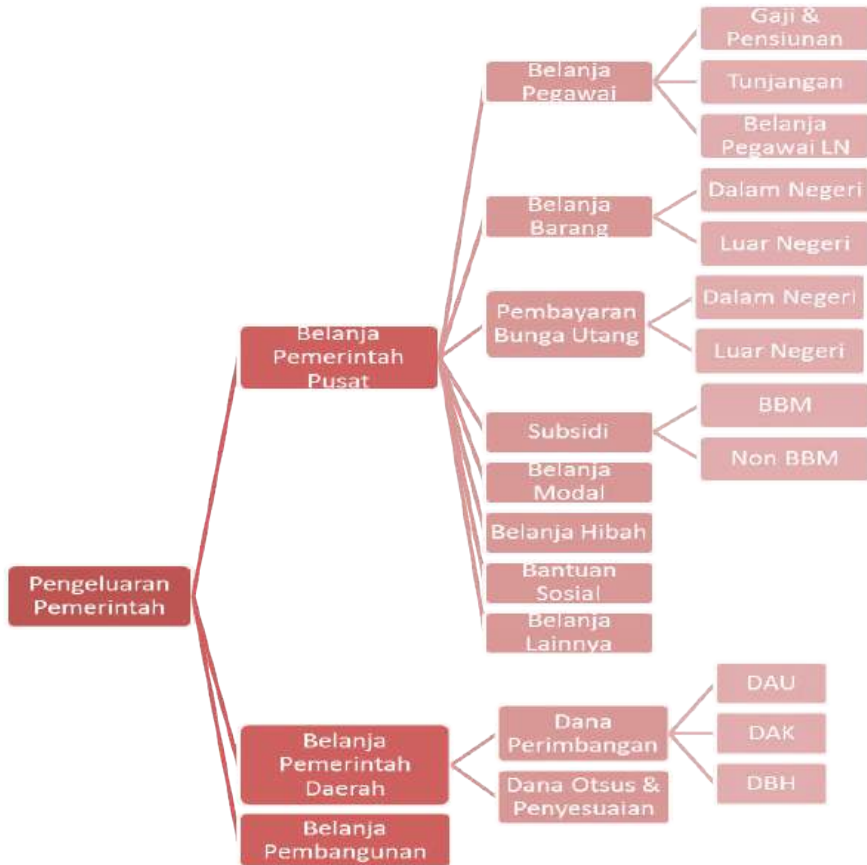 Pengeluaran
Pemerintah
Belanja
Pemerintah
Pusat
Belanja
Pegawai
Gaji &
Pensiunan
Tunjangan
Belanja
Pegawai LN
Belanja
Barang
Dalam Negeri
Luar Negeri
Pembayaran
Bunga Utang
Dalam Negeri
Luar Negeri
Subsidi
BBM
Non BBM
Belanja
Modal
Belanja Hibah
Bantuan
Sosial
Belanja
Lainnya
Belanja
Pemerintah
Daerah
Dana
Perimbangan
DAU
DAK
DBH
Dana Otsus &
Penyesuaian
Belanja
Pembangunan